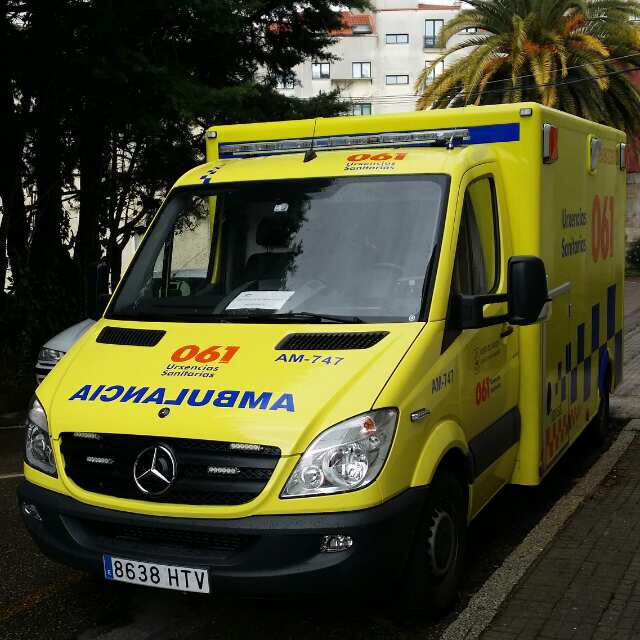 061
Urxencias
Sanitarias
061
Urxencias
Sanitarias
AM-747
AMBULANCIA
8638 HTV
AM-747
061
Urxencias
Sanitarias
061